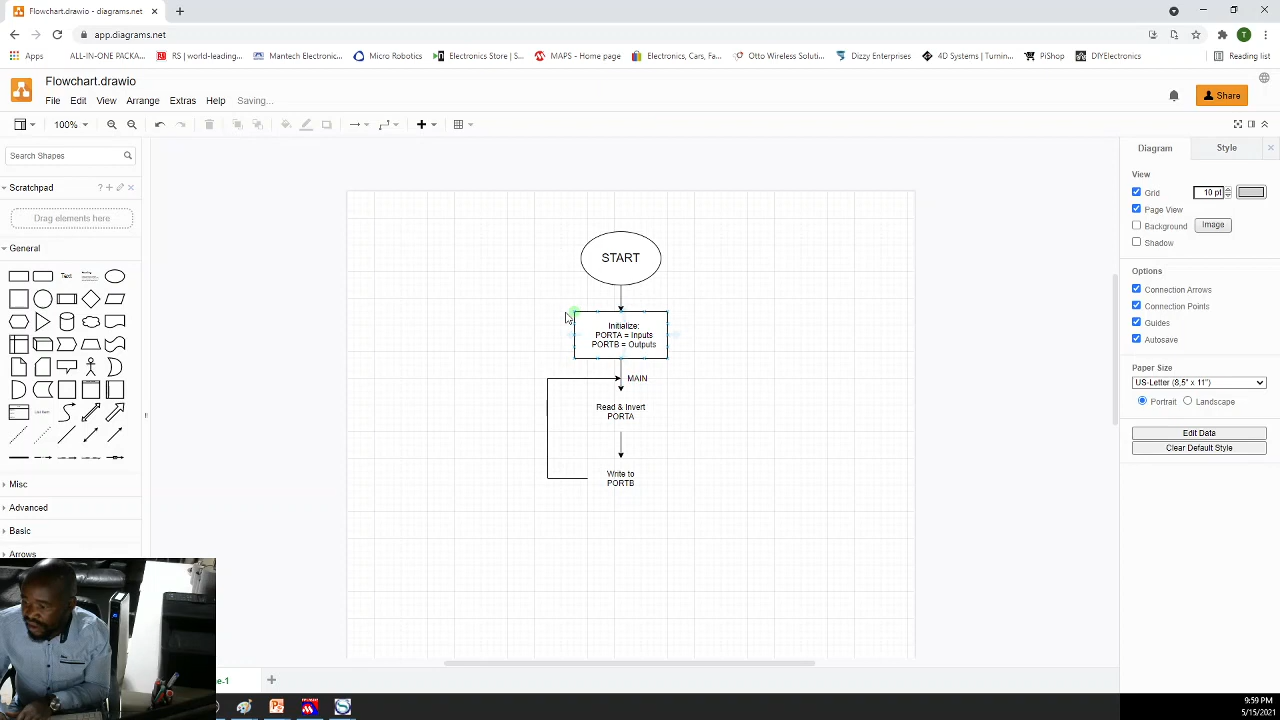 Flowchart.drawio - diagrams.net
app.diagrams.net
Apps ALL-IN-ONE PACKA... RS | world-leading... Mantech Electronic... Micro Robotics Electronics Store | S... MAPS - Home page Electronics, Cars, Fa... Otto Wireless Soluti... Dizzy Enterprises 4D Systems | Turnin... PiShop DIYElectronics Reading list
Flowchart.drawio
File Edit View Arrange Extras Help Saving...
Share
100%
Search Shapes
Scratchpad
Drag elements here
General
Text
Misc
Advanced
Basic
Arrows
START
Initialize:
PORTA = Inputs
PORTB = Outputs
MAIN
Read & Invert
PORTA
Write to
PORTB
Diagram Style
View
Grid 10 pt
Page View
Background Image
Shadow
Options
Connection Arrows
Connection Points
Guides
Autosave
Paper Size
US-Letter (8,5" x 11")
Portrait Landscape
Edit Data
Clear Default Style
e-1
9:59 PM
5/15/2021